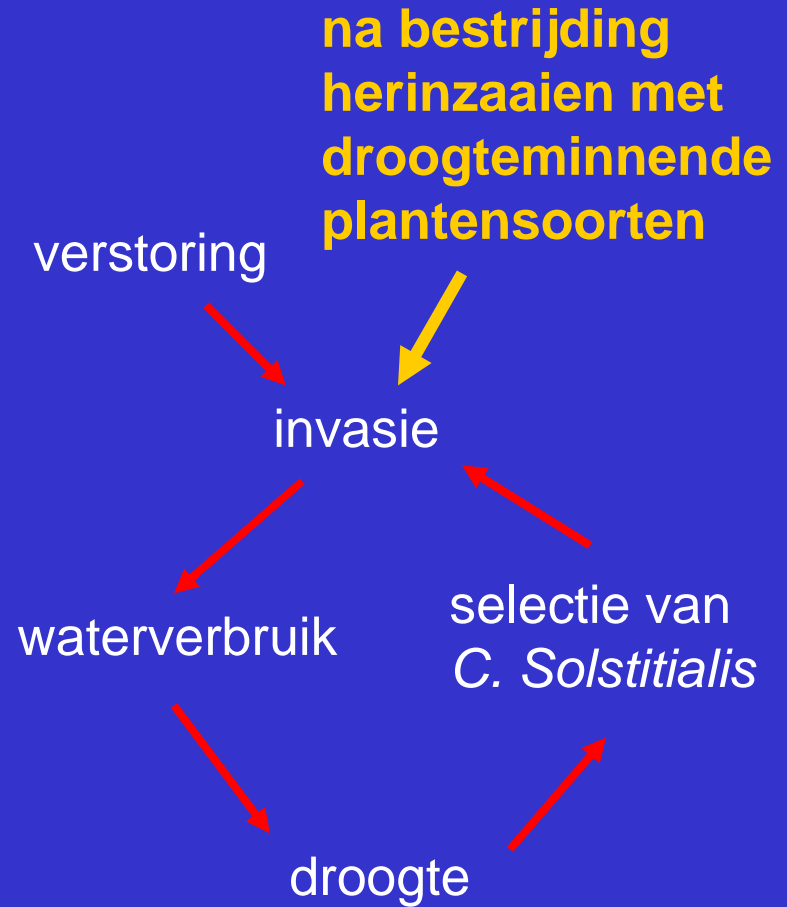 na bestrijding
herinzaaien met
droogteminnende
plantensoorten
verstoring
invasie
waterverbruik
selectie van
C. Solstitialis
droogte